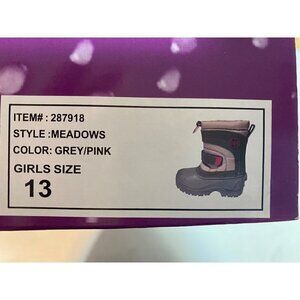 ITEM# : 287918
STYLE :MEADOWS
COLOR: GREY/PINK
GIRLS SIZE
13